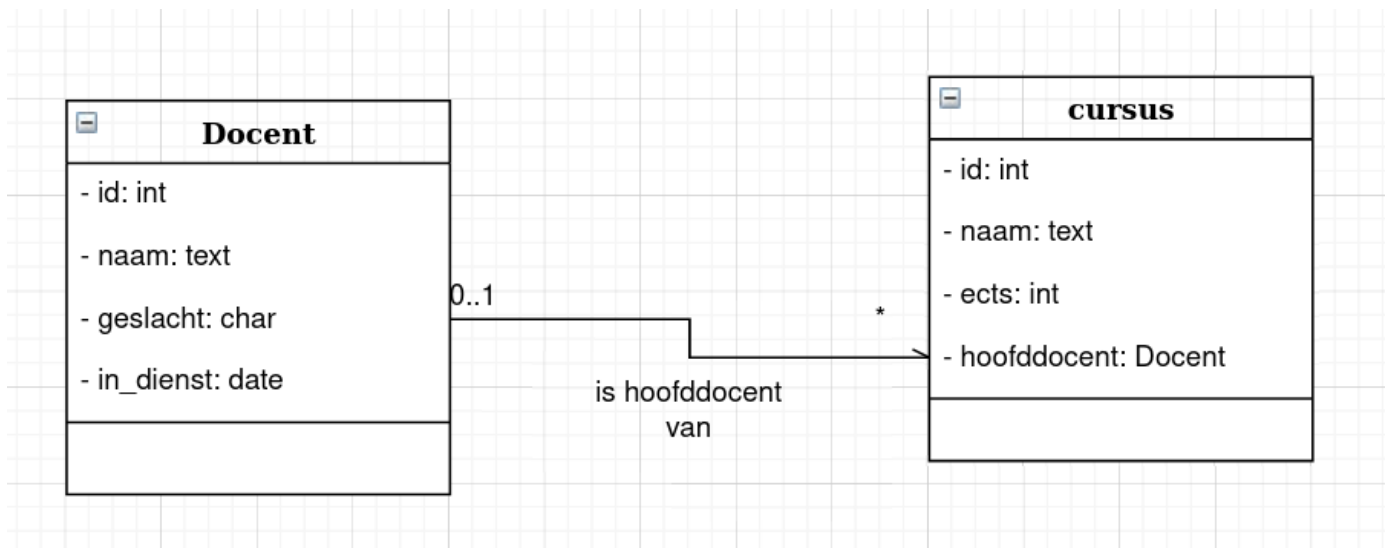 Docent
- id: int
- naam: text
- geslacht: char
- in_dienst: date
0..1
*
is hoofddocent
van
cursus
- id: int
- naam: text
- ects: int
- hoofddocent: Docent